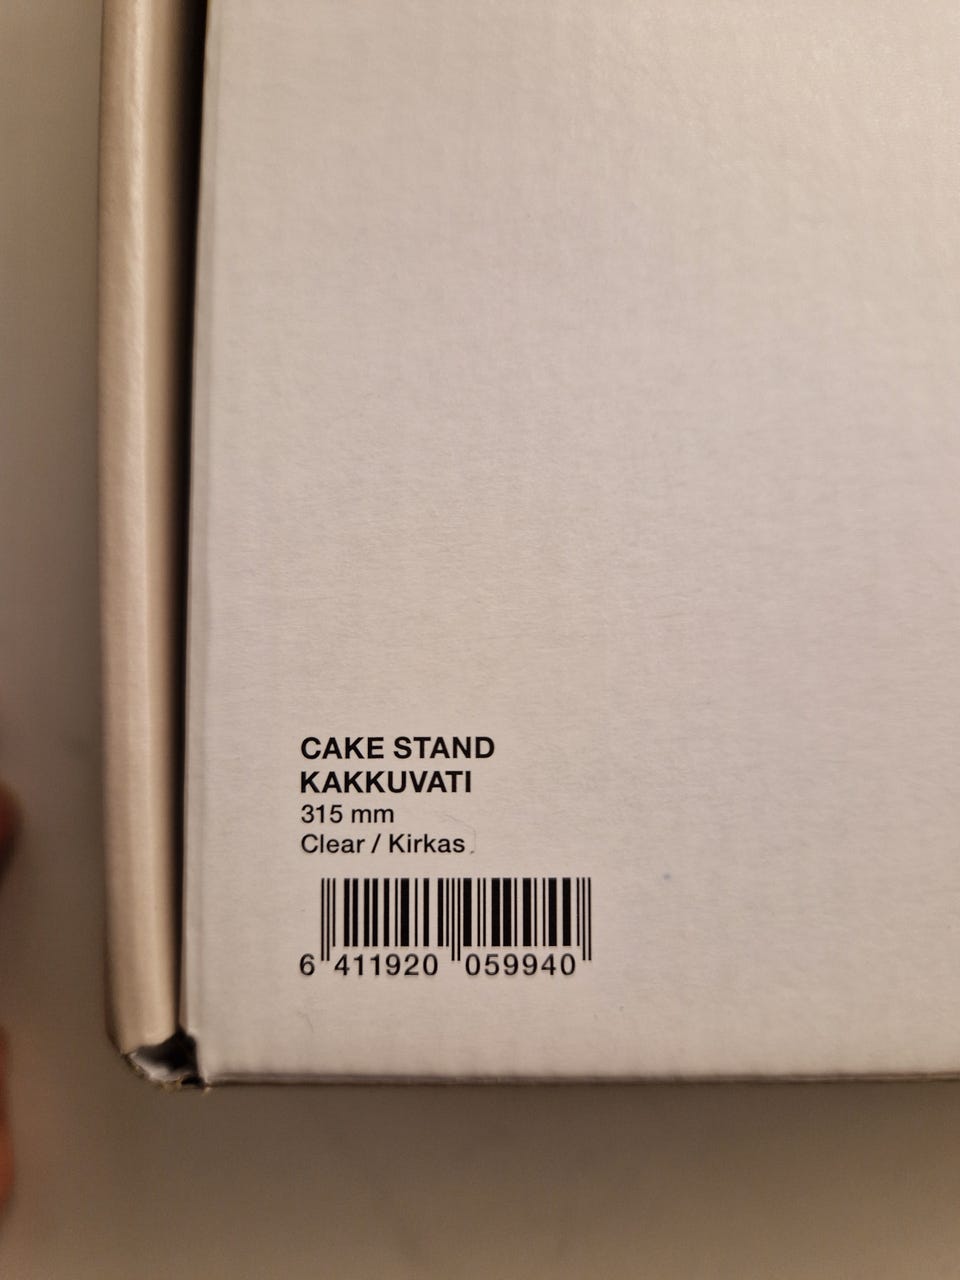 CAKE STAND
KAKKUVATI
315 mm
Clear / Kirkas
6 411920 059940